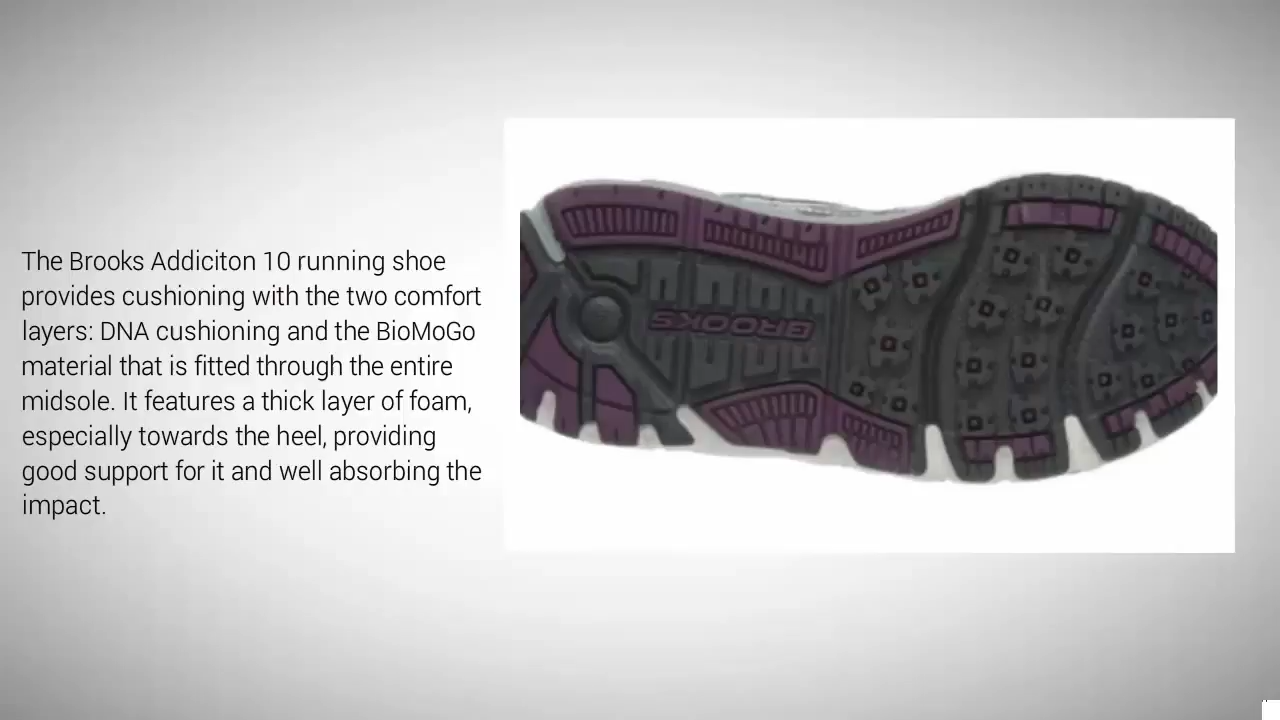 The Brooks Addiciton 10 running shoe
provides cushioning with the two comfort
layers: DNA cushioning and the BioMoGo
material that is fitted through the entire
midsole. It features a thick layer of foam,
especially towards the heel, providing
good support for it and well absorbing the
impact.
BROOKS